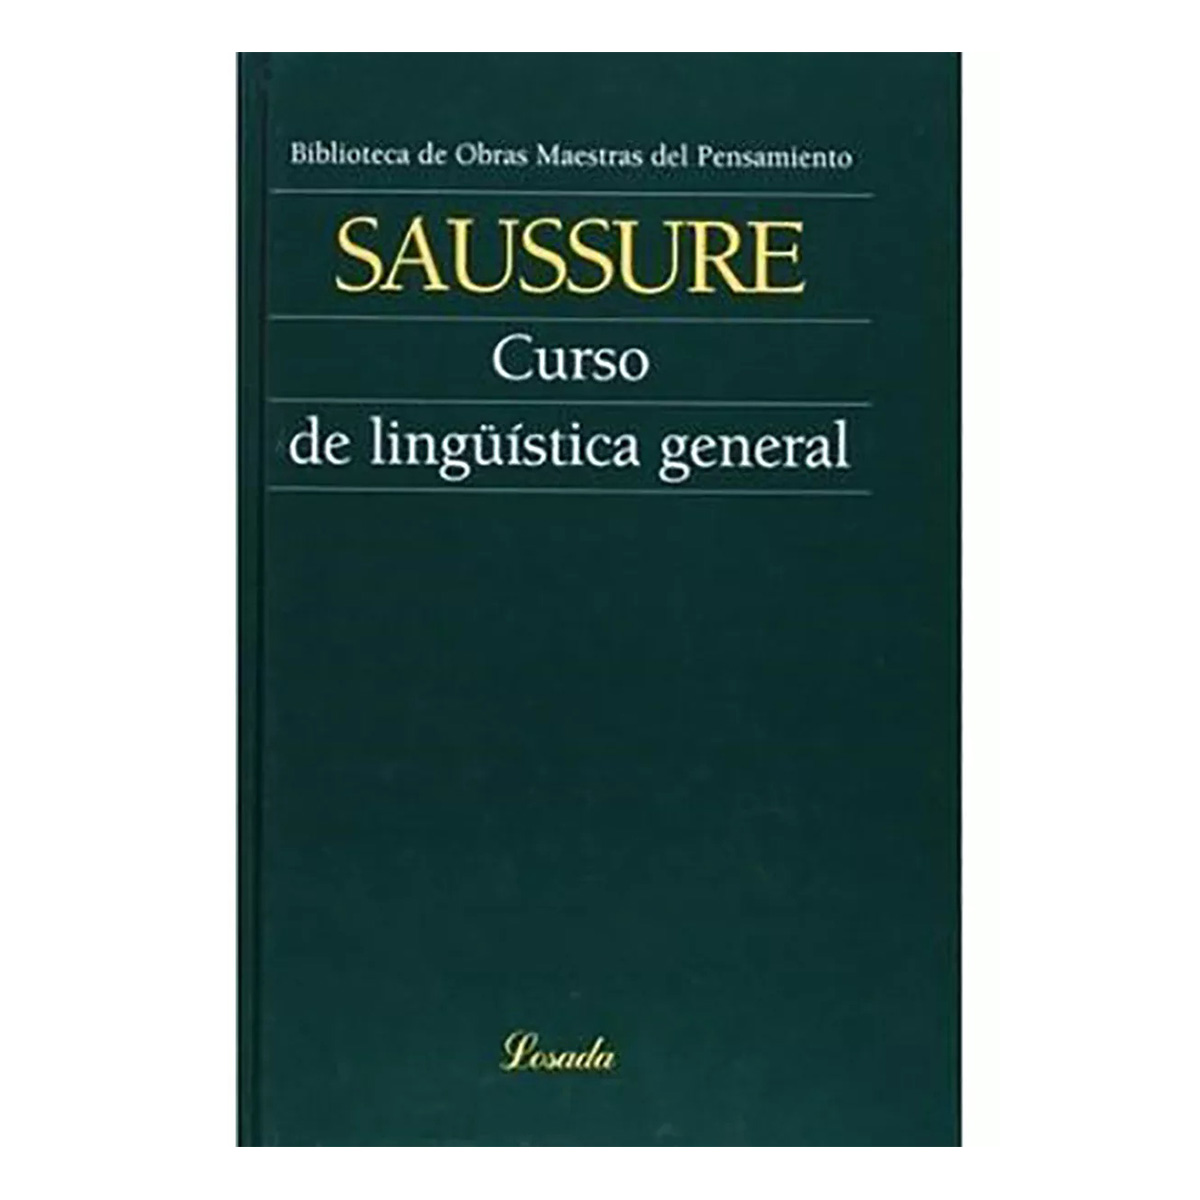 Biblioteca de Obras Maestras del Pensamiento
SAUSSURE
Curso
de lingüística general
Losada